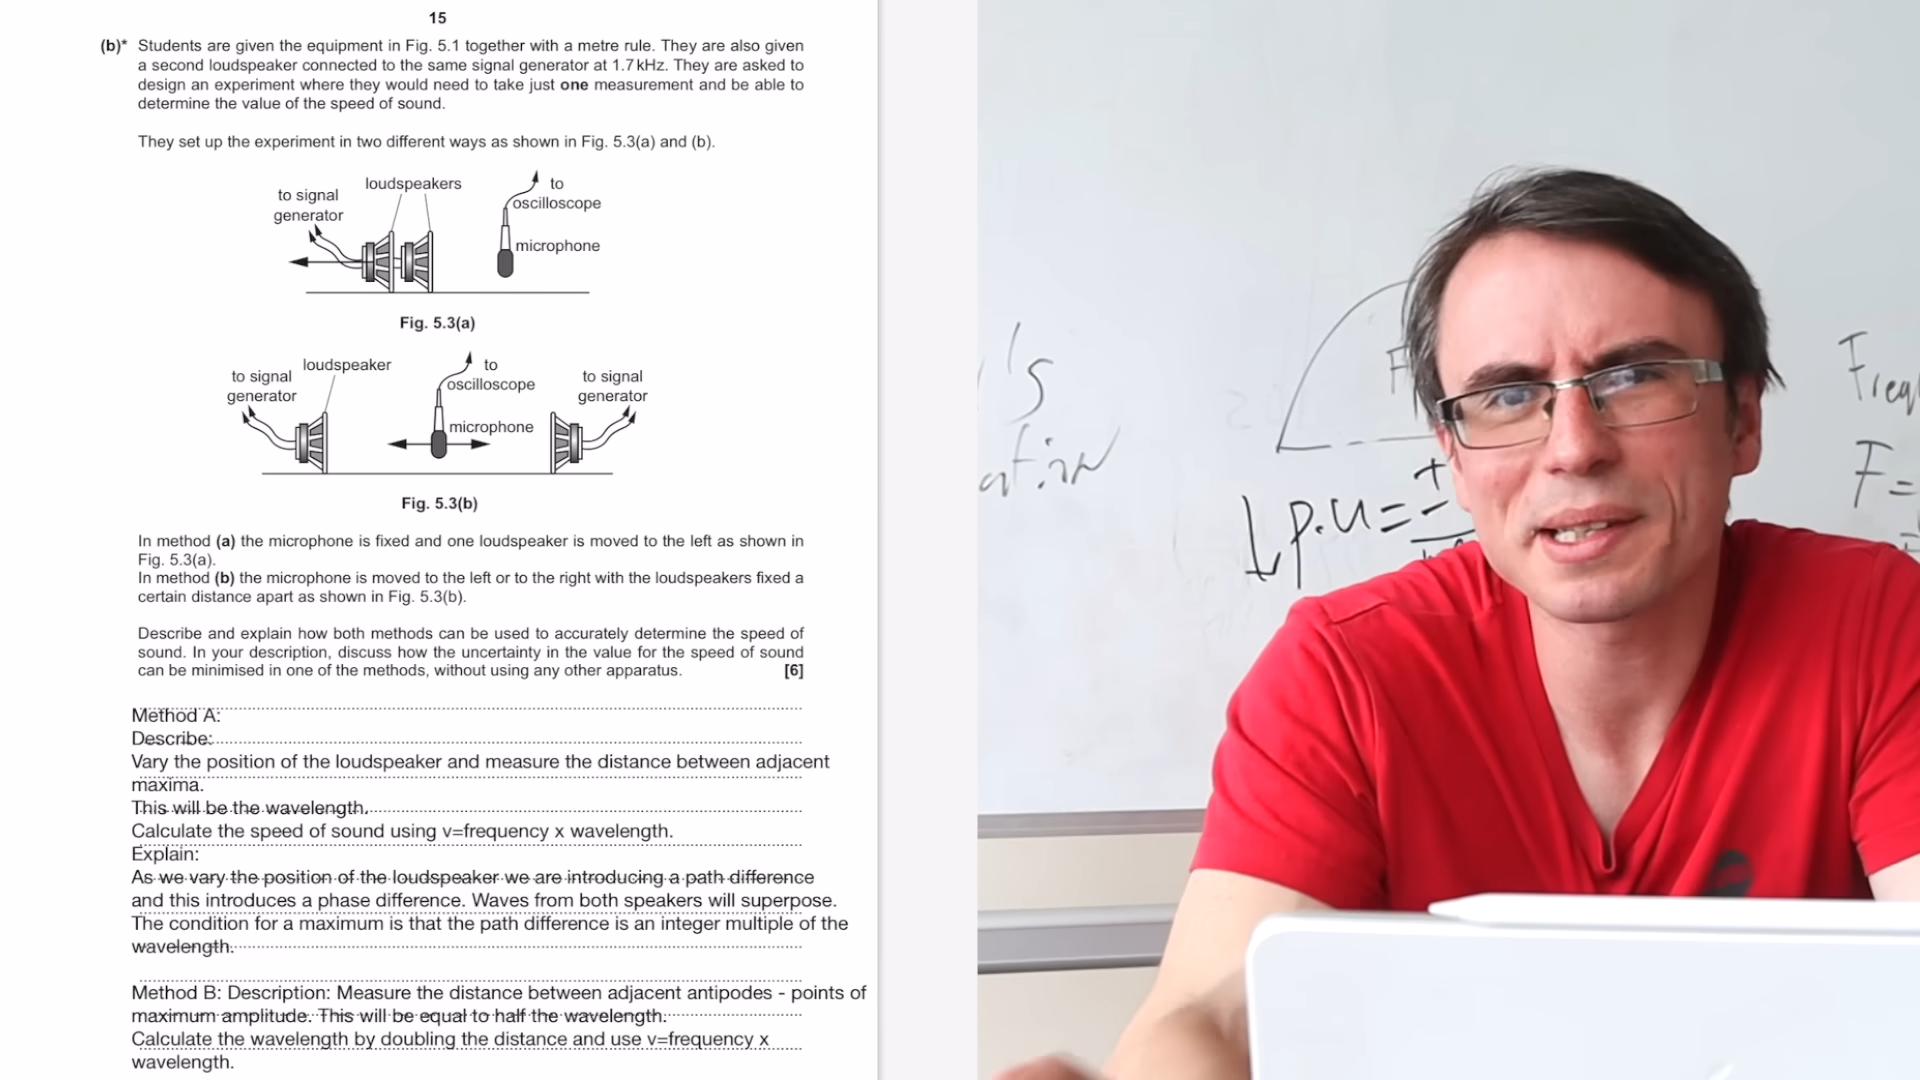 15
(b)* Students are given the equipment in Fig. 5.1 together with a metre rule. They are also given
a second loudspeaker connected to the same signal generator at 1.7 kHz. They are asked to
design an experiment where they would need to take just one measurement and be able to
determine the value of the speed of sound.
They set up the experiment in two different ways as shown in Fig. 5.3(a) and (b).
to signal
generator
loudspeakers
to
oscilloscope
microphone
Fig. 5.3(a)
to signal
generator
loudspeaker
to
oscilloscope
microphone
to signal
generator
Fig. 5.3(b)
In method (a) the microphone is fixed and one loudspeaker is moved to the left as shown in
Fig. 5.3(a).
In method (b) the microphone is moved to the left or to the right with the loudspeakers fixed a
certain distance apart as shown in Fig. 5.3(b).
Describe and explain how both methods can be used to accurately determine the speed of
sound. In your description, discuss how the uncertainty in the value for the speed of sound
can be minimised in one of the methods, without using any other apparatus. [6]
Method A:
Describe:
Vary the position of the loudspeaker and measure the distance between adjacent
maxima.
This will be the wavelength.
Calculate the speed of sound using v=frequency x wavelength.
Explain:
As we vary the position of the loudspeaker we are introducing a path difference
and this introduces a phase difference. Waves from both speakers will superpose.
The condition for a maximum is that the path difference is an integer multiple of the
wavelength.
Method B: Description: Measure the distance between adjacent antipodes - points of
maximum amplitude. This will be equal to half the wavelength.
Calculate the wavelength by doubling the distance and use v=frequency x
wavelength.
's
F
F=